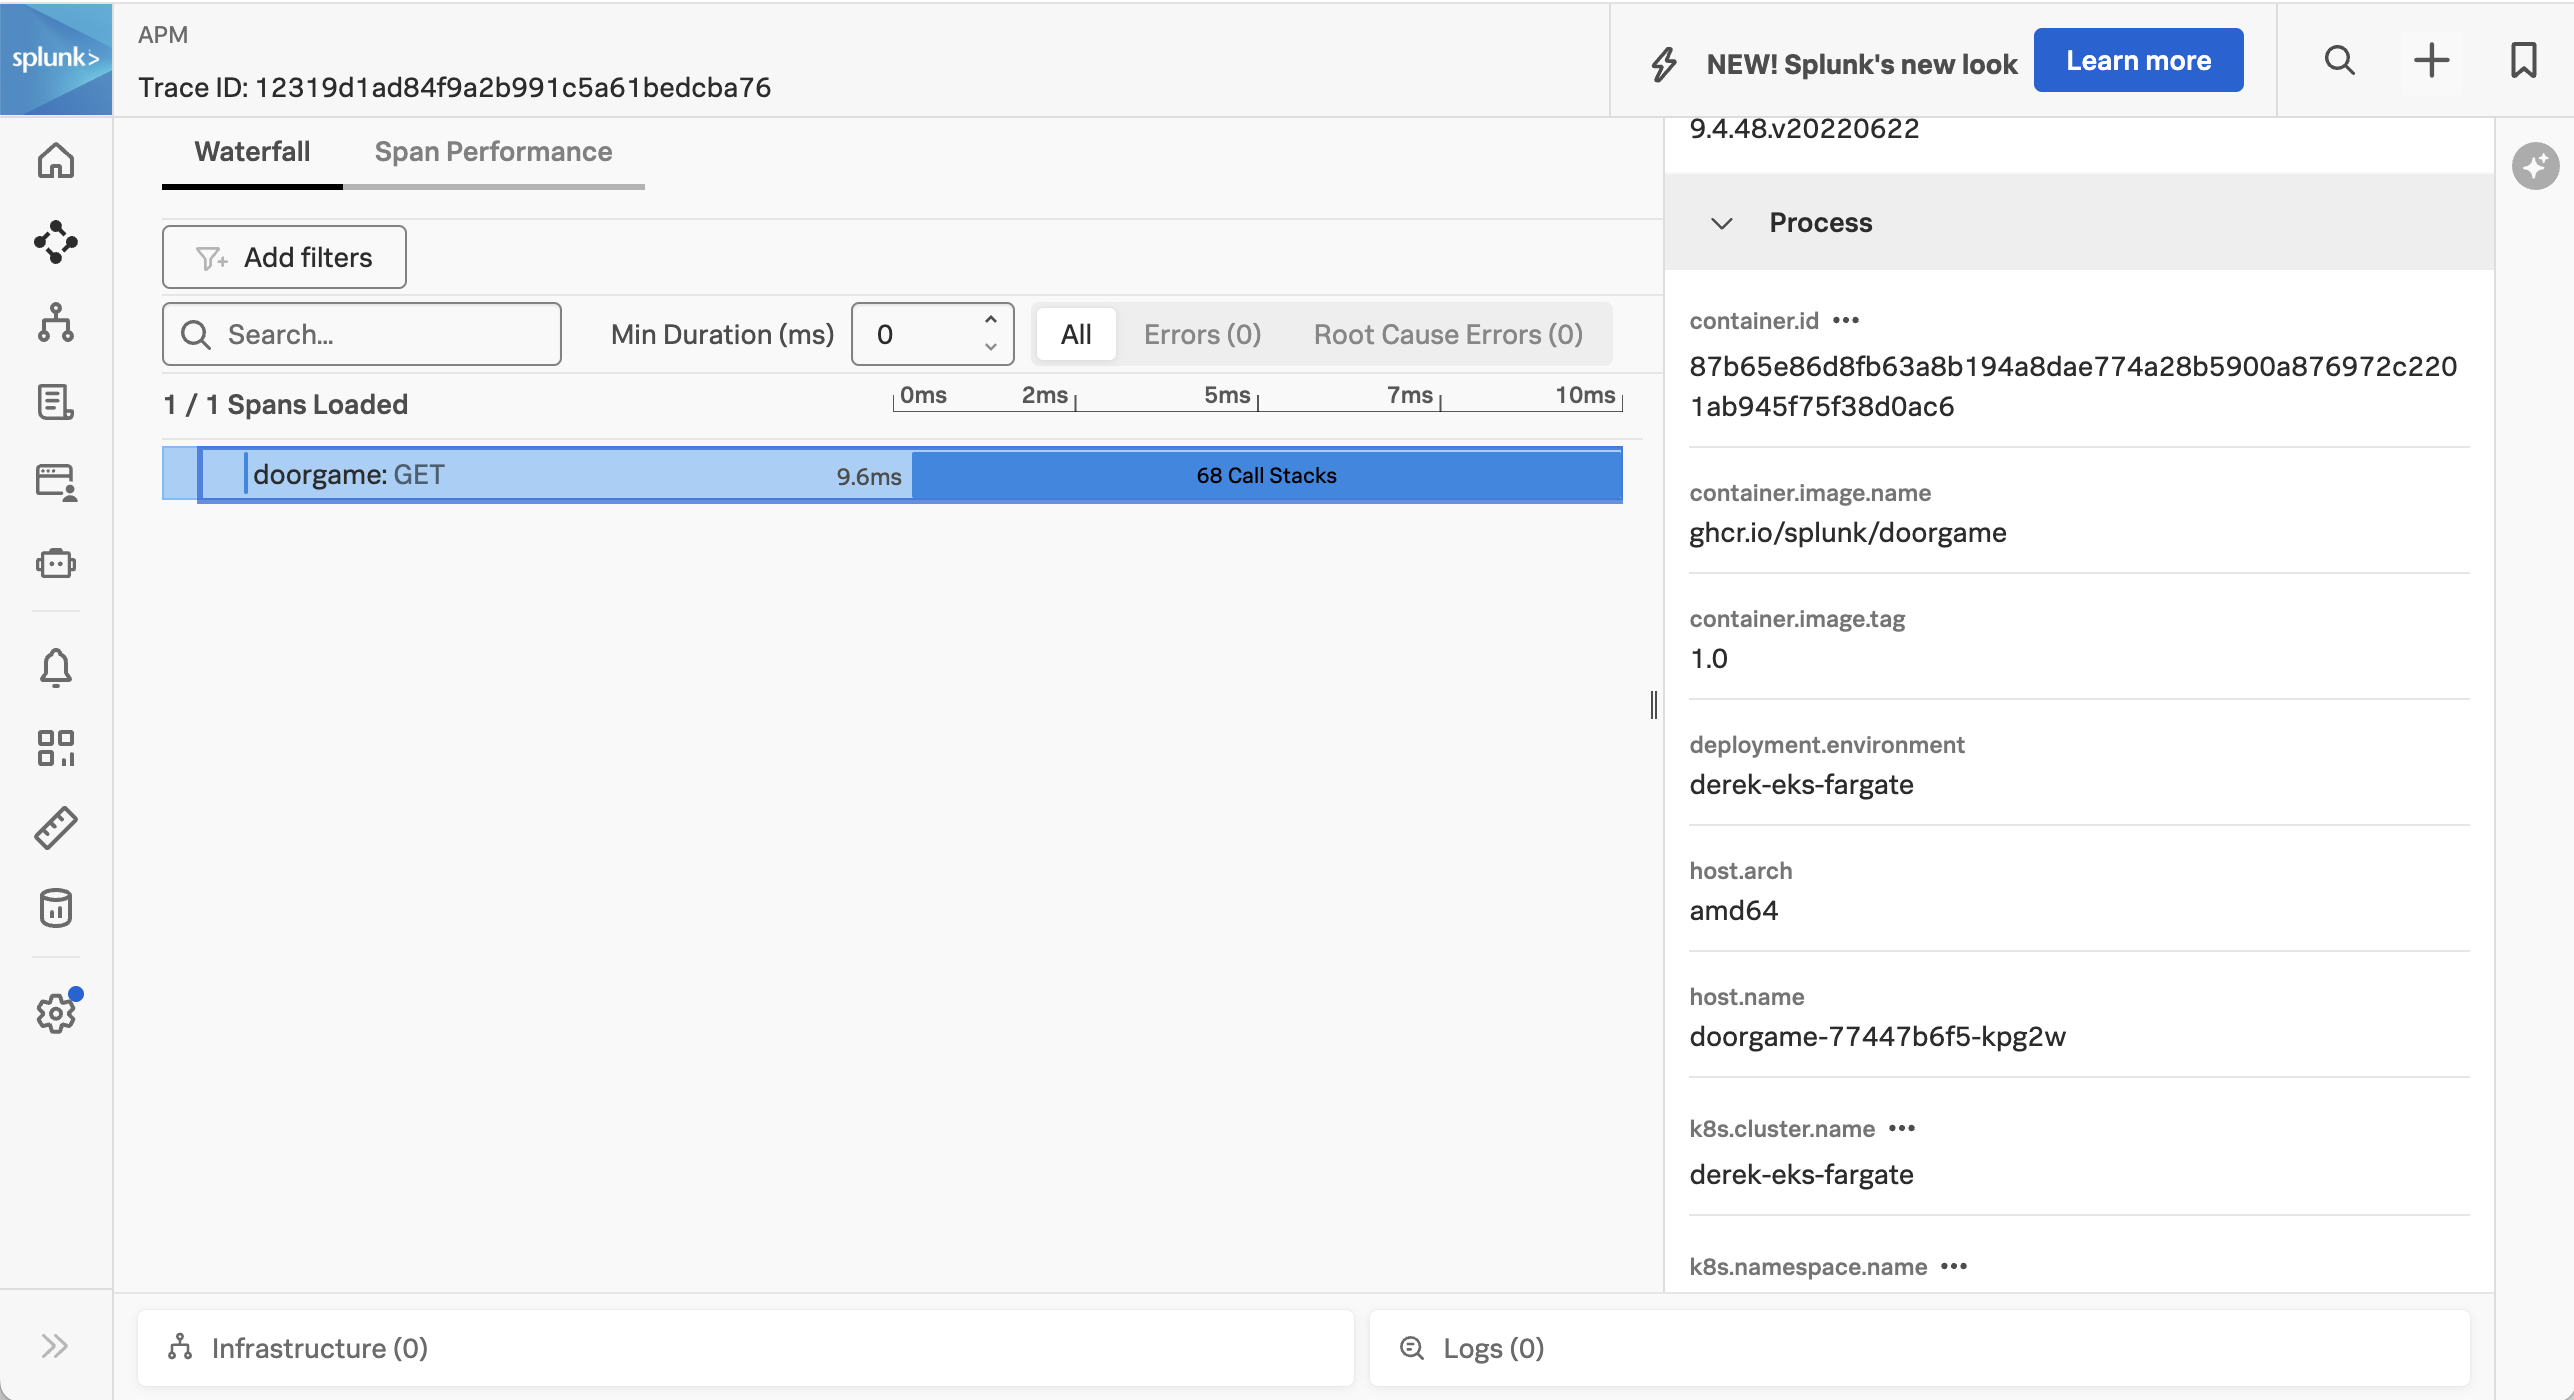 splunk>
APM
Trace ID: 12319d1ad84f9a2b991c5a61bedcba76
NEW! Splunk's new look
Learn more
Waterfall
Span Performance
Add filters
Search...
Min Duration (ms)
0
All
Errors (0)
Root Cause Errors (0)
1 / 1 Spans Loaded
0ms
2ms
5ms
7ms
10ms
doorgame: GET
9.6ms
68 Call Stacks
9.4.48.v20220622
Process
container.id •••
87b65e86d8fb63a8b194a8dae774a28b5900a876972c220
1ab945f75f38d0ac6
container.image.name
ghcr.io/splunk/doorgame
container.image.tag
1.0
deployment.environment
derek-eks-fargate
host.arch
amd64
host.name
doorgame-77447b6f5-kpg2w
k8s.cluster.name •••
derek-eks-fargate
k8s.namespace.name •••
Infrastructure (0)
Logs (0)